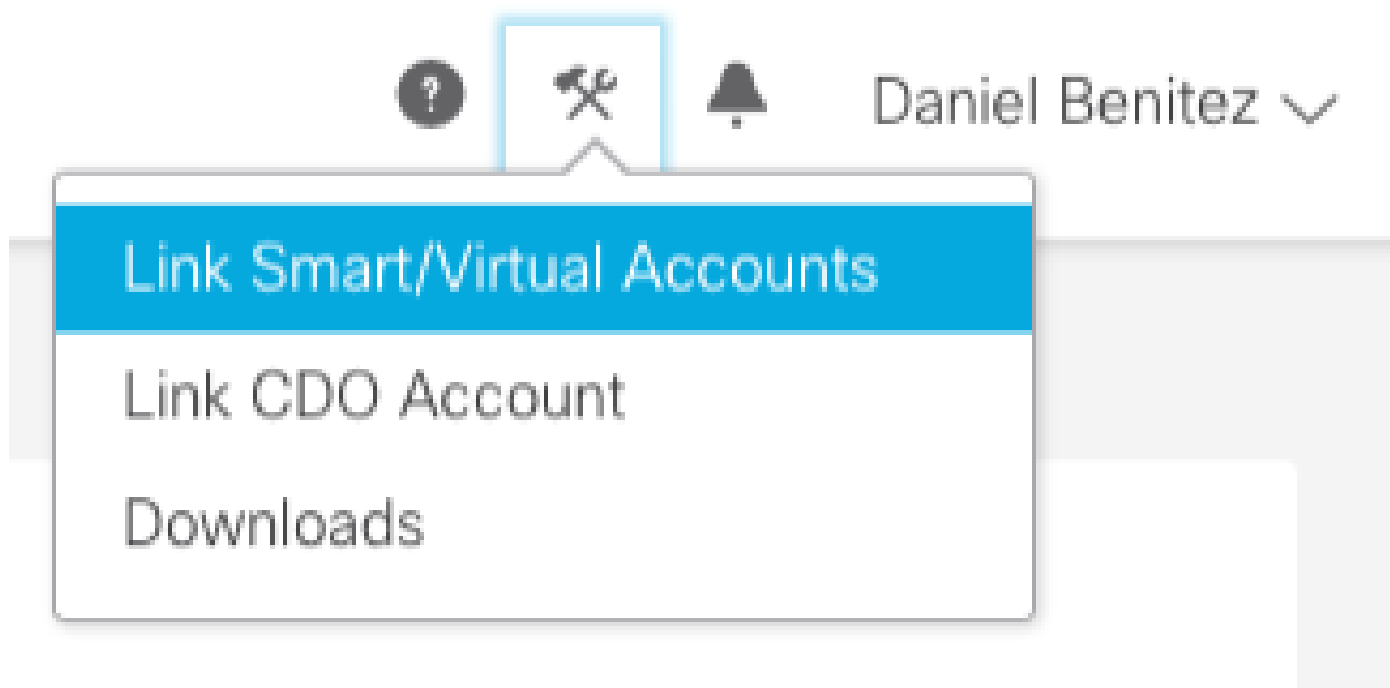 ?
Daniel Benitez
Link Smart/Virtual Accounts
Link CDO Account
Downloads